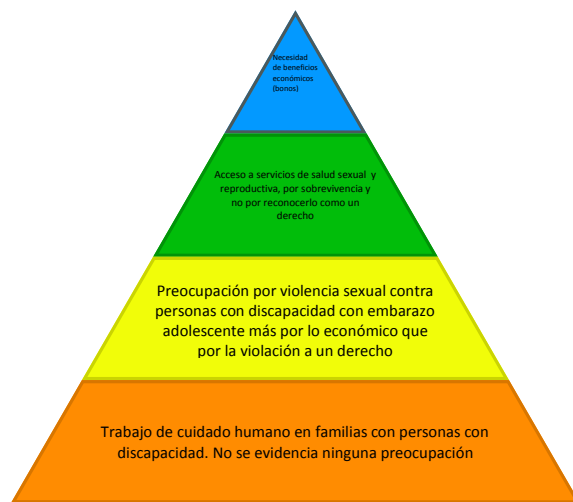 Necesidad
de beneficios
económicos
(bonos)
Acceso a servicios de salud sexual y
reproductiva, por sobrevivencia y
no por reconocerlo como un
derecho
Preocupación por violencia sexual contra
personas con discapacidad con embarazo
adolescente más por lo económico que
por la violación a un derecho
Trabajo de cuidado humano en familias con personas con
discapacidad. No se evidencia ninguna preocupación